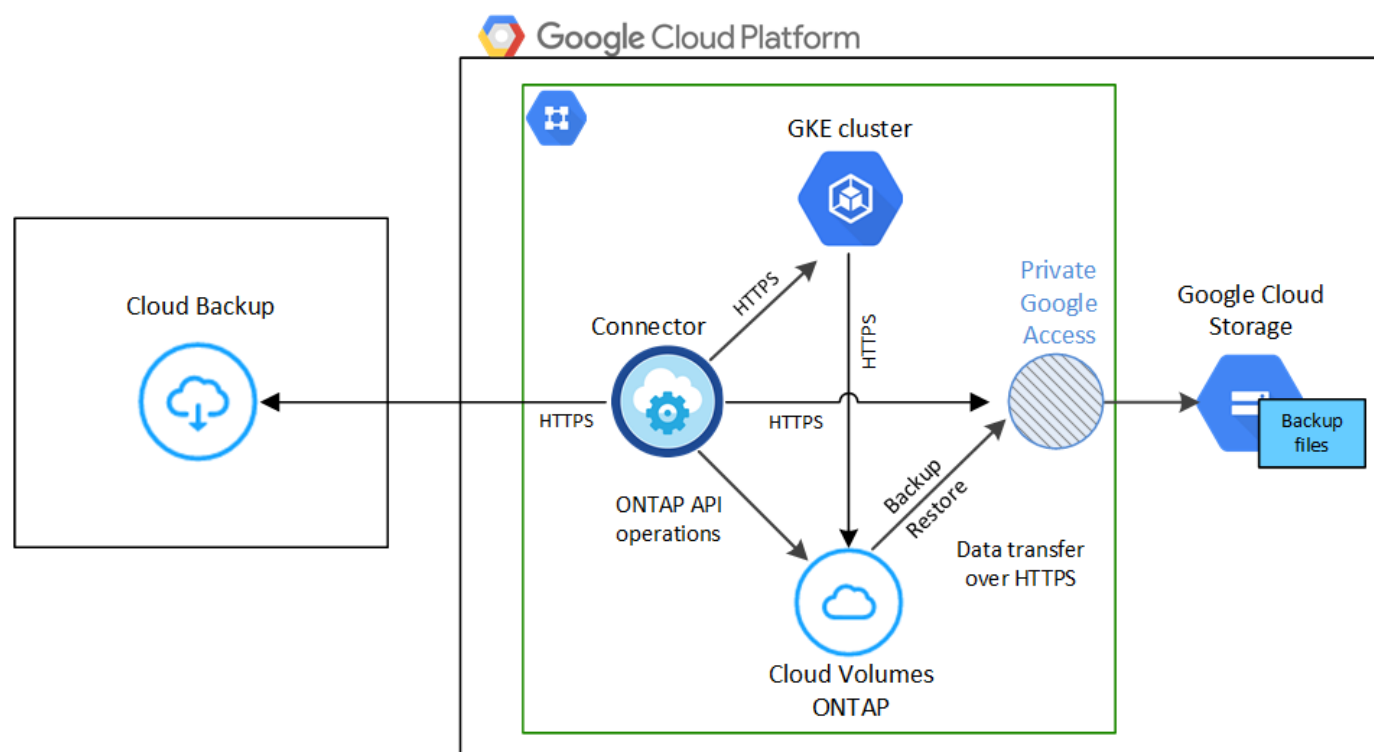 Google Cloud Platform
GKE cluster
Private
Google
Access
Google Cloud
Storage
Cloud Backup
Connector
HTTPS
HTTPS
HTTPS
HTTPS
Backup
files
Backup
Restore
ONTAP API
operations
Data transfer
over HTTPS
Cloud Volumes
ONTAP